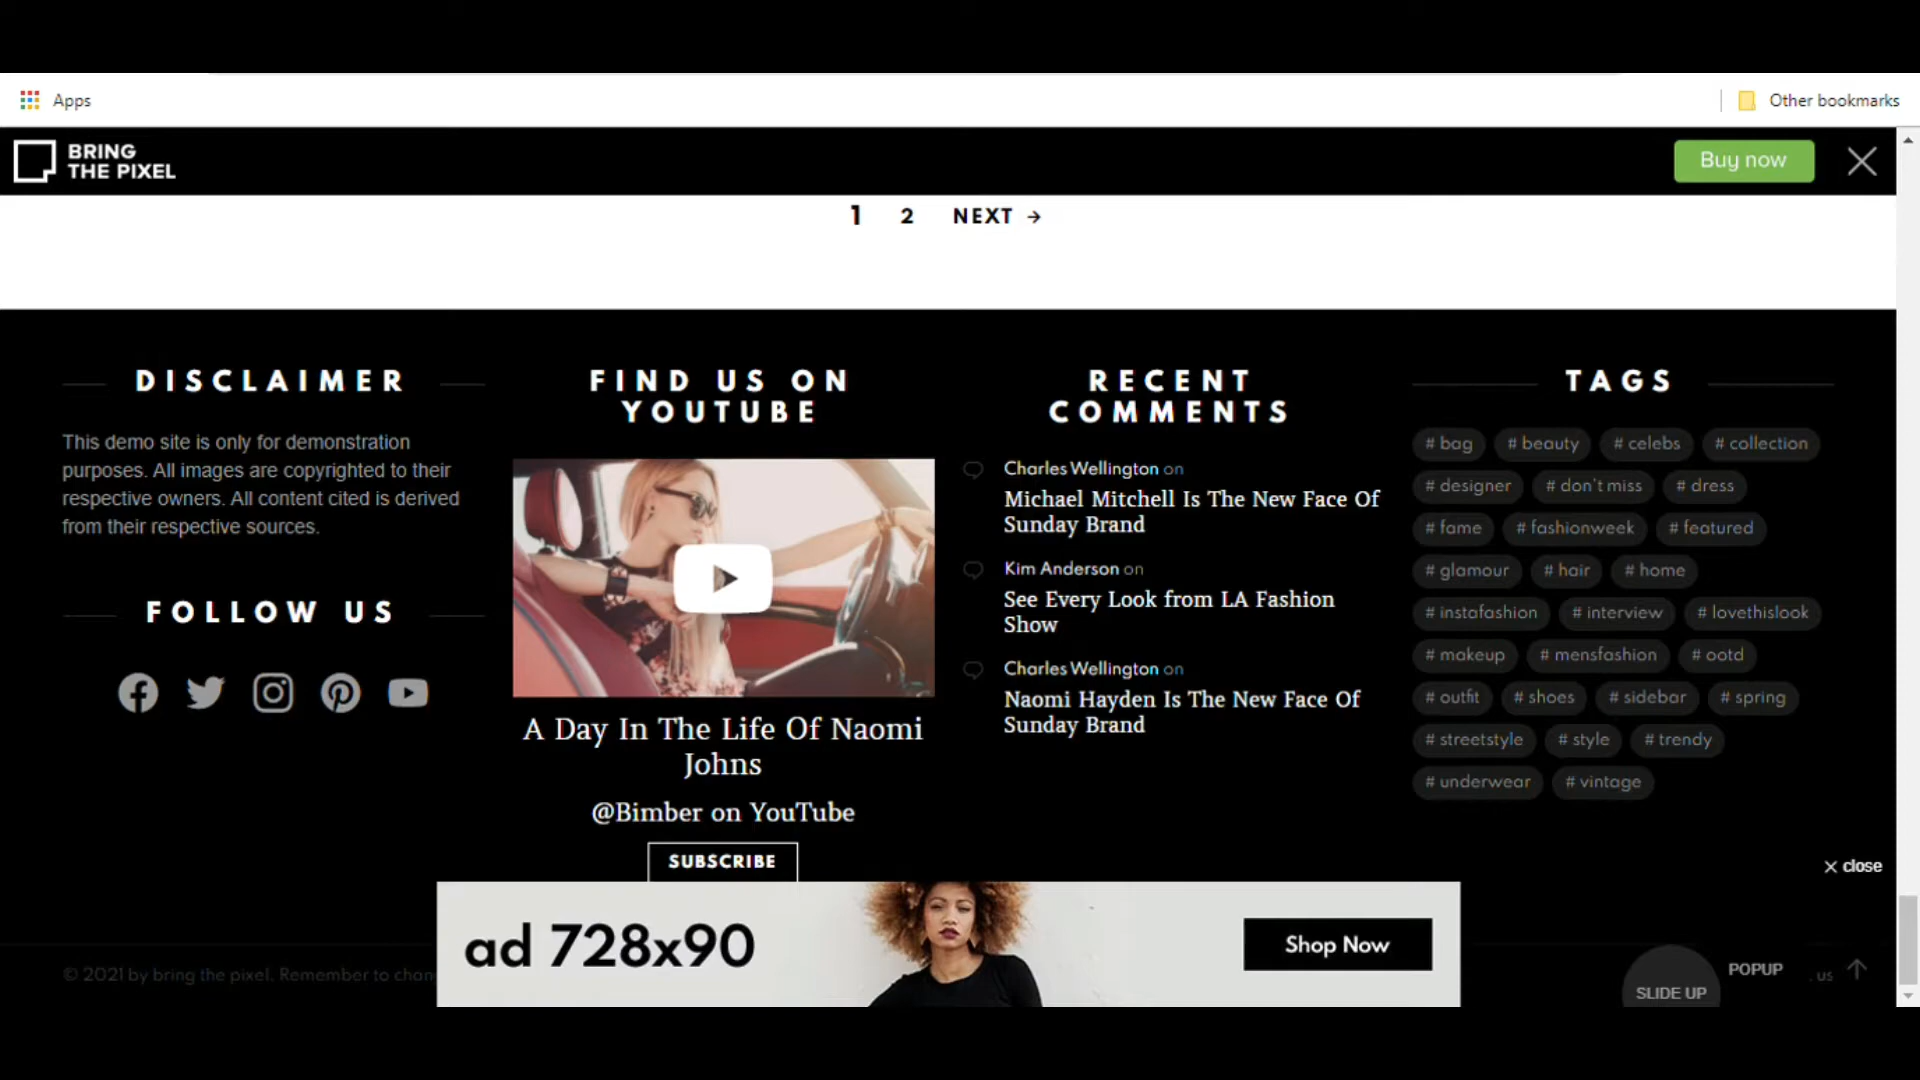 Apps
Other bookmarks
BRING
THE PIXEL
Buy now
1 2 NEXT →
DISCLAIMER
This demo site is only for demonstration
purposes. All images are copyrighted to their
respective owners. All content cited is derived
from their respective sources.
FOLLOW US
FIND US ON
YOUTUBE
A Day In The Life Of Naomi
Johns
@Bimber on YouTube
SUBSCRIBE
RECENT
COMMENTS
Charles Wellington on
Michael Mitchell Is The New Face Of
Sunday Brand
Kim Anderson on
See Every Look from LA Fashion
Show
Charles Wellington on
Naomi Hayden Is The New Face Of
Sunday Brand
TAGS
# bag # beauty # celebs # collection
# designer # don't miss # dress
# fame # fashionweek # featured
# glamour # hair # home
# instafashion # interview # lovethislook
# makeup # mensfashion # ootd
# outfit # shoes # sidebar # spring
# streetstyle # style # trendy
# underwear # vintage
× close
ad 728x90
Shop Now
© 2021 by bring the pixel. Remember to chan
SLIDE UP
POPUP
us